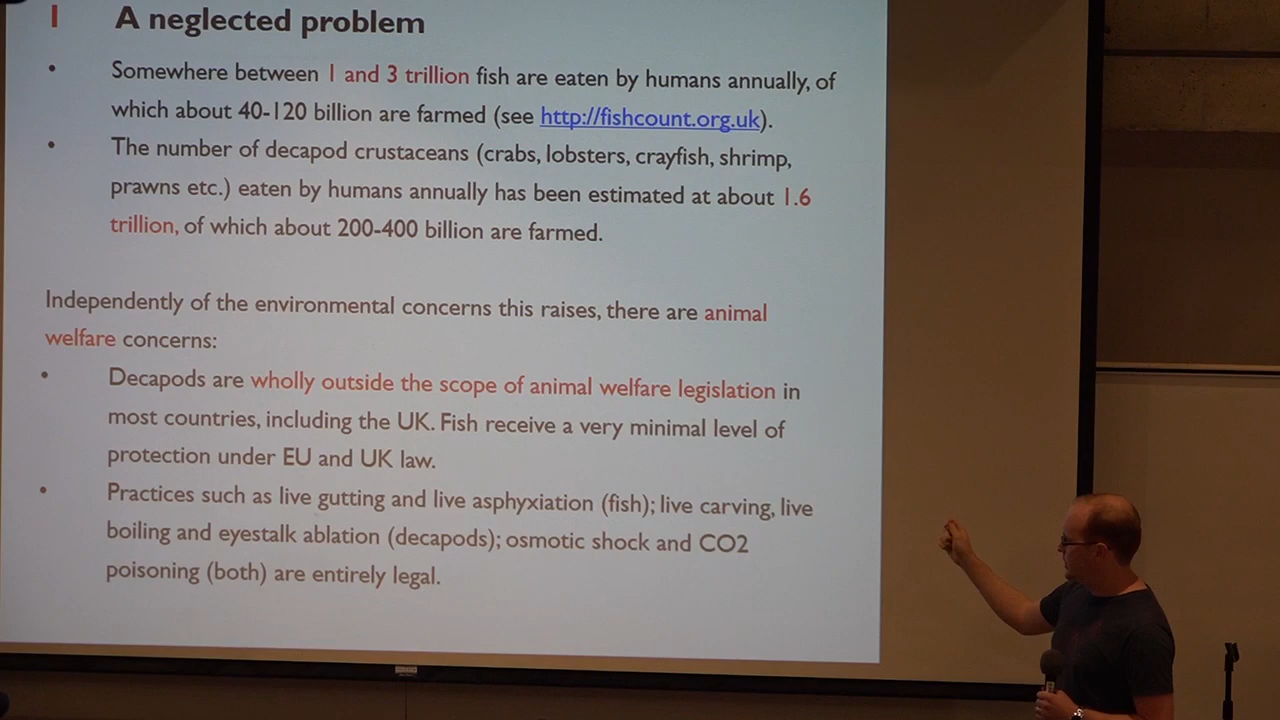 1 A neglected problem
• Somewhere between 1 and 3 trillion fish are eaten by humans annually, of
which about 40-120 billion are farmed (see http://fishcount.org.uk).
• The number of decapod crustaceans (crabs, lobsters, crayfish, shrimp,
prawns etc.) eaten by humans annually has been estimated at about 1.6
trillion, of which about 200-400 billion are farmed.
Independently of the environmental concerns this raises, there are animal
welfare concerns:
• Decapods are wholly outside the scope of animal welfare legislation in
most countries, including the UK. Fish receive a very minimal level of
protection under EU and UK law.
• Practices such as live gutting and live asphyxiation (fish); live carving, live
boiling and eyestalk ablation (decapods); osmotic shock and CO2
poisoning (both) are entirely legal.